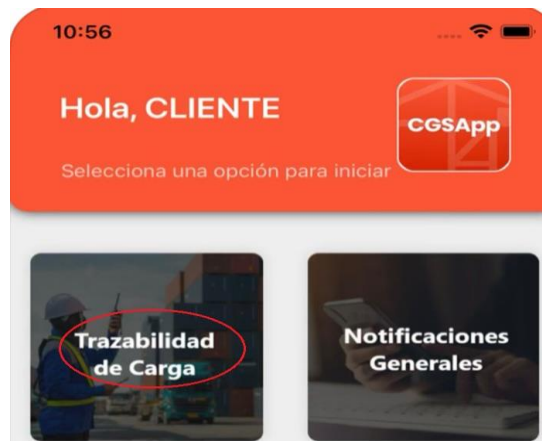 10:56
Hola, CLIENTE
CGSApp
Selecciona una opción para iniciar
Trazabilidad
de Carga
Notificaciones
Generales